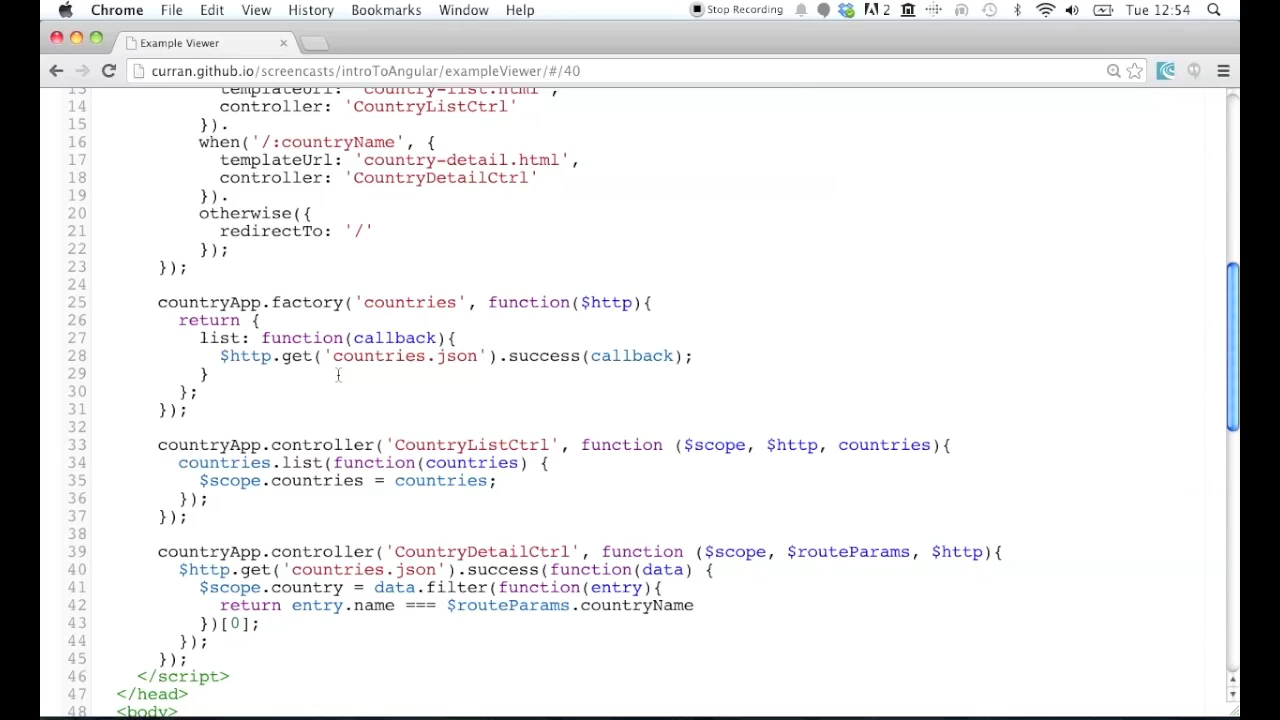 Chrome File Edit View History Bookmarks Window Help Stop Recording 2 Tue 12:54
Example Viewer
curran.github.io/screencasts/introToAngular/exampleViewer/#/40
13 templateUrl: 'country-list.html',
14 controller: 'CountryListCtrl'
15 }).
16 when('/:countryName', {
17 templateUrl: 'country-detail.html',
18 controller: 'CountryDetailCtrl'
19 }).
20 otherwise({
21 redirectTo: '/'
22 });
23 });
24
25 countryApp.factory('countries', function($http){
26 return {
27 list: function(callback){
28 $http.get('countries.json').success(callback);
29 }
30 };
31 });
32
33 countryApp.controller('CountryListCtrl', function ($scope, $http, countries){
34 countries.list(function(countries) {
35 $scope.countries = countries;
36 });
37 });
38
39 countryApp.controller('CountryDetailCtrl', function ($scope, $routeParams, $http){
40 $http.get('countries.json').success(function(data) {
41 $scope.country = data.filter(function(entry){
42 return entry.name === $routeParams.countryName
43 })[0];
44 });
45 });
46 </script>
47 </head>
48 <body>